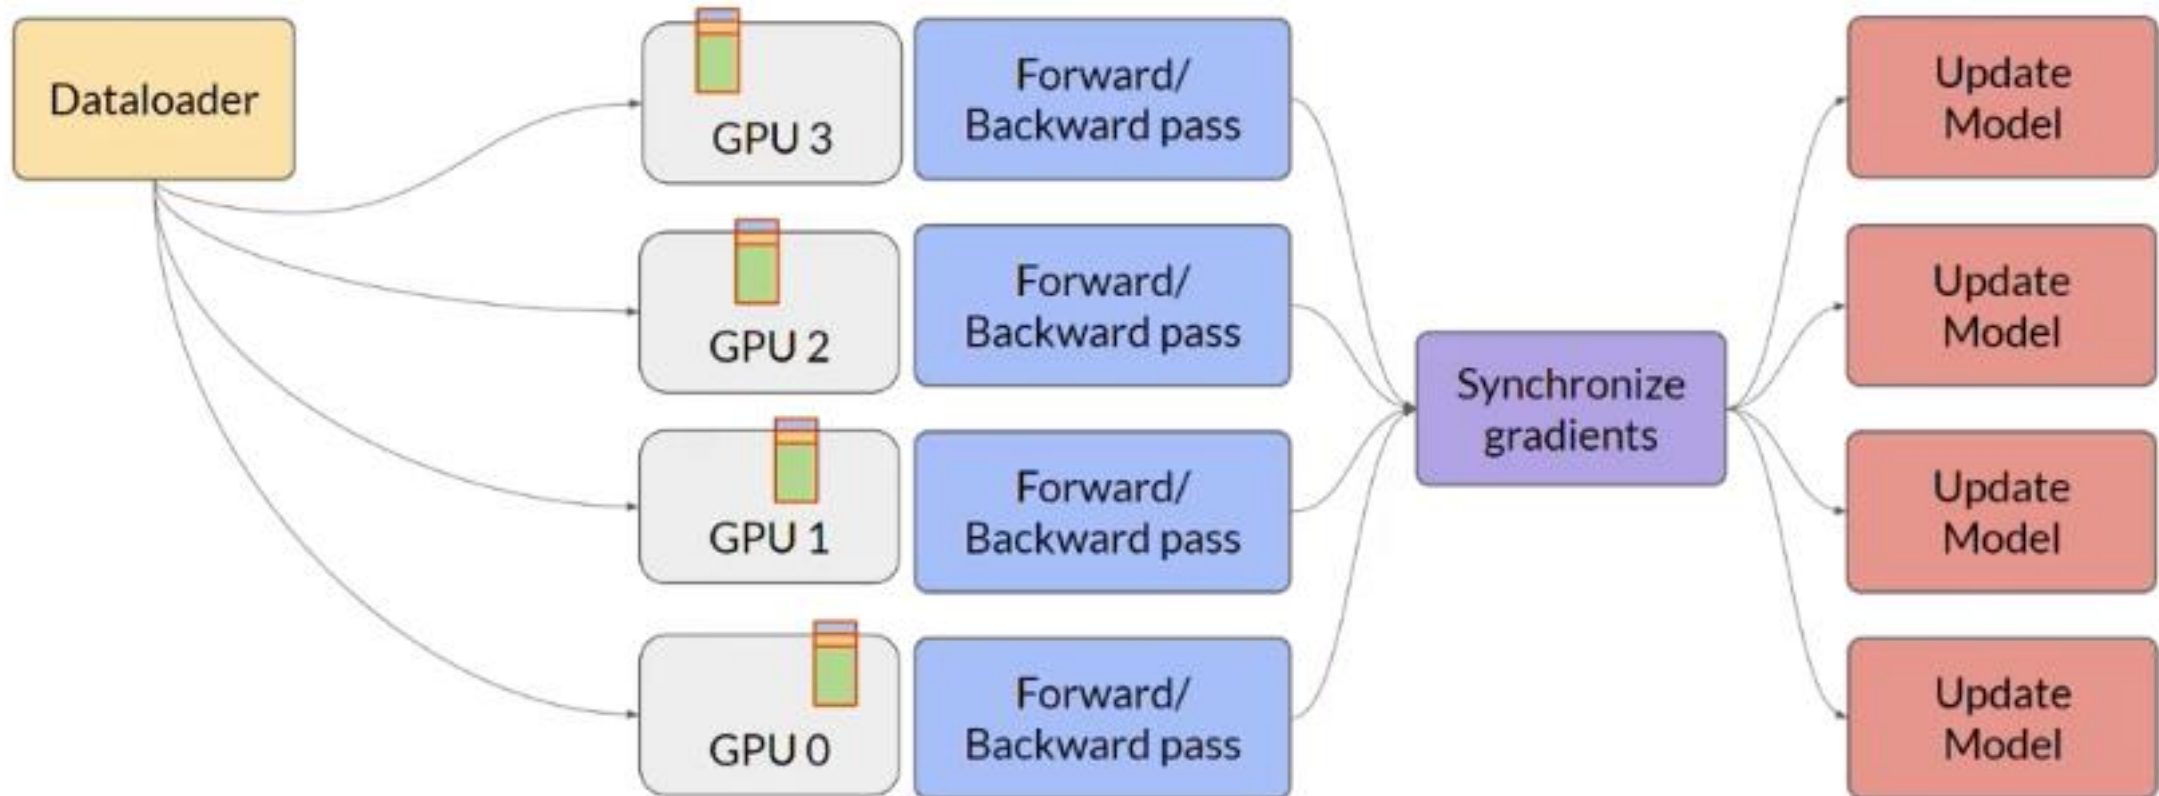 Dataloader
GPU 3
Forward/
Backward pass
Update
Model
GPU 2
Forward/
Backward pass
Update
Model
Synchronize
gradients
GPU 1
Forward/
Backward pass
Update
Model
GPU 0
Forward/
Backward pass
Update
Model